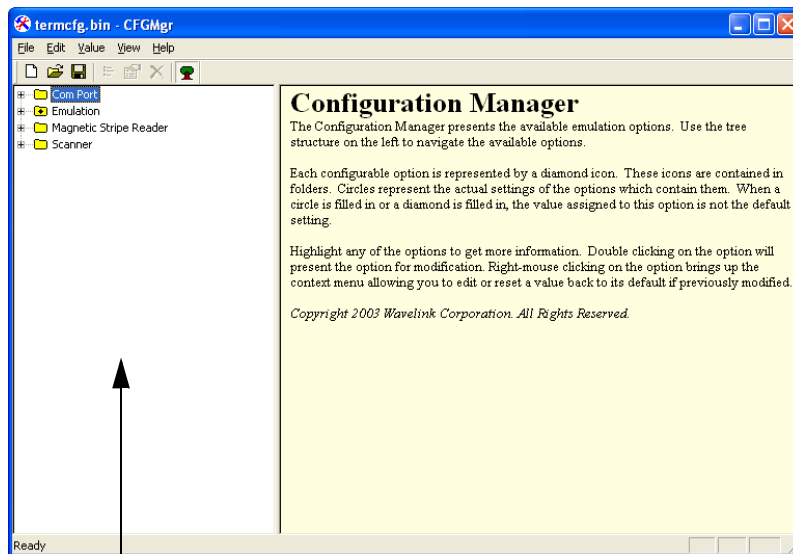 termcfg.bin - CFGMgr
File Edit Value View Help
Com Port
Emulation
Magnetic Stripe Reader
Scanner
Configuration Manager
The Configuration Manager presents the available emulation options. Use the tree
structure on the left to navigate the available options.
Each configurable option is represented by a diamond icon. These icons are contained in
folders. Circles represent the actual settings of the options which contain them. When a
circle is filled in or a diamond is filled in, the value assigned to this option is not the default
setting.
Highlight any of the options to get more information. Double clicking on the option will
present the option for modification. Right-mouse clicking on the option brings up the
context menu allowing you to edit or reset a value back to its default if previously modified.
Copyright 2003 Wavelink Corporation. All Rights Reserved.
Ready